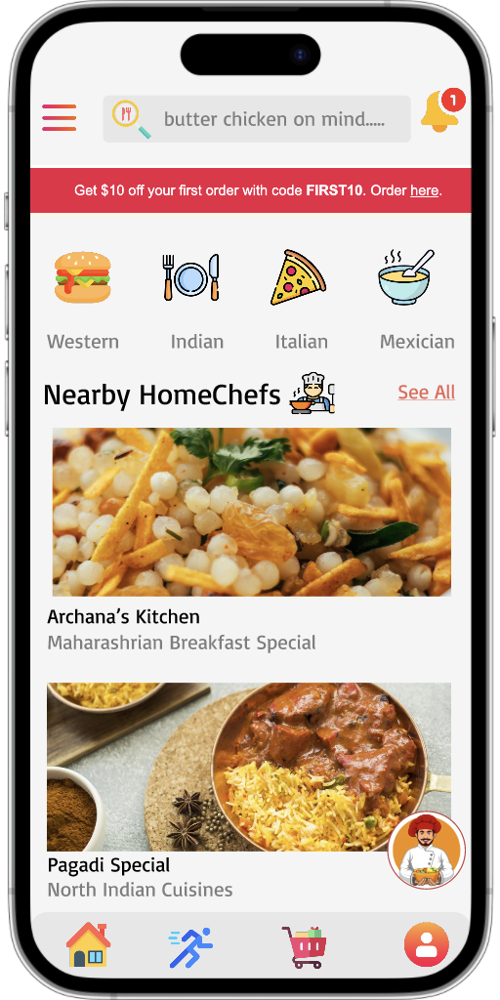 butter chicken on mind.....
1
Get $10 off your first order with code FIRST10. Order here.
Western Indian Italian Mexician
Nearby HomeChefs See All
Archana's Kitchen
Maharashrian Breakfast Special
Pagadi Special
North Indian Cuisines